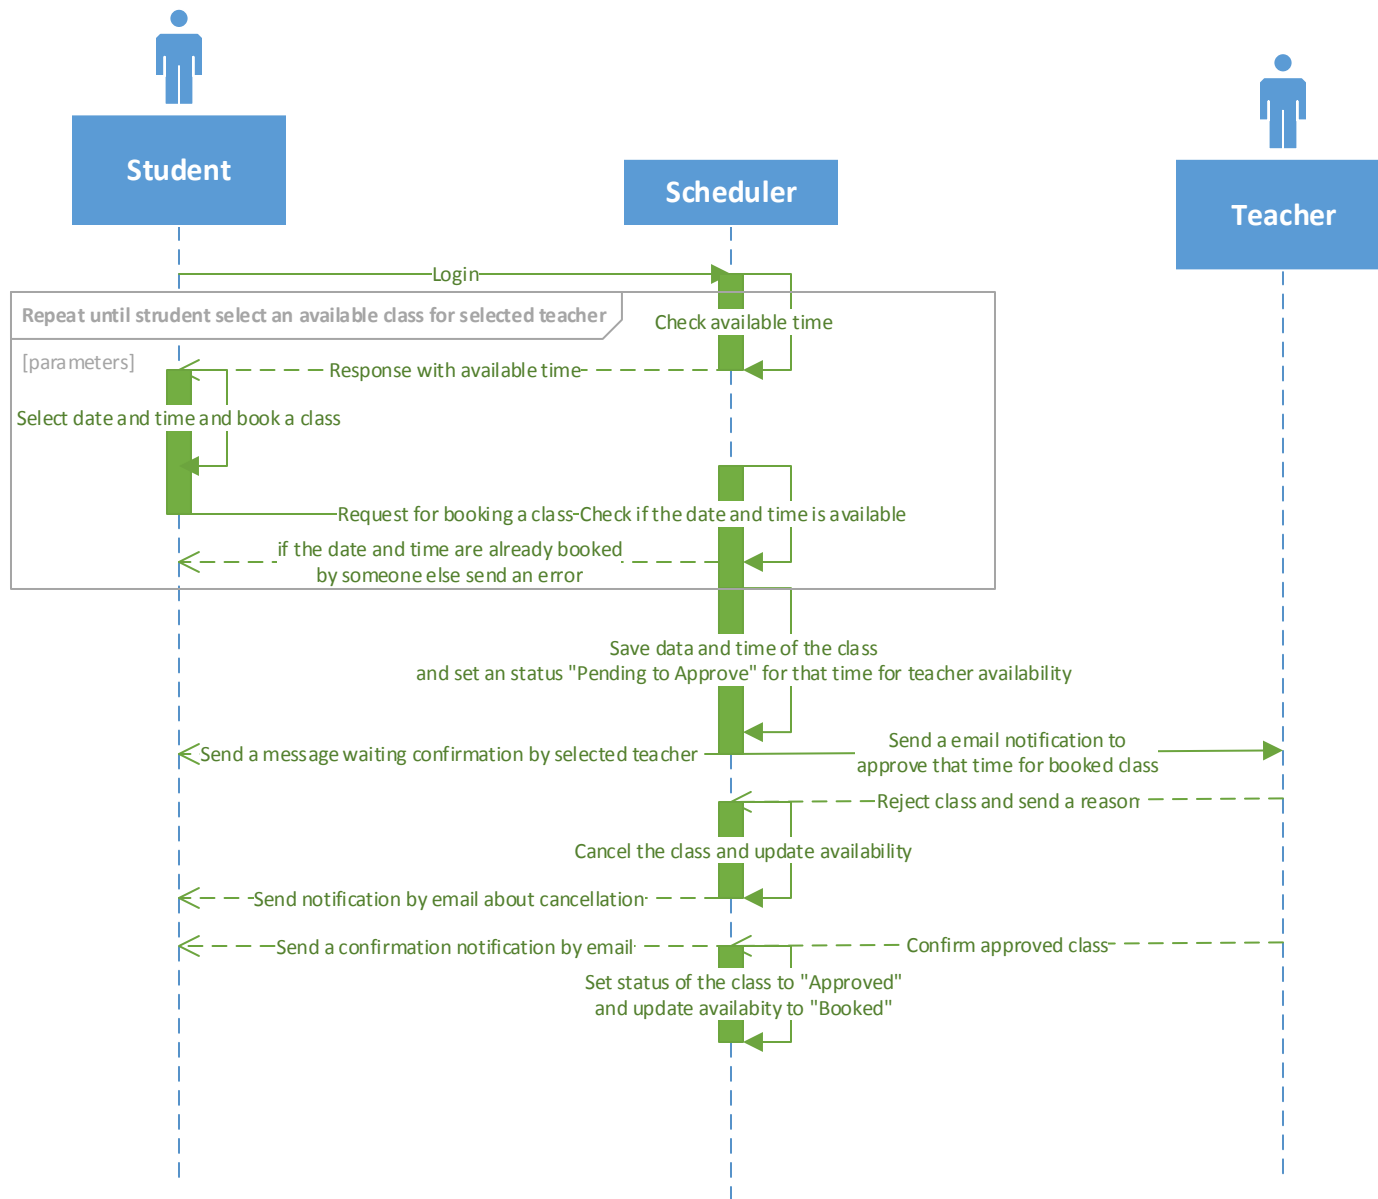 Student
Scheduler
Teacher
Login
Repeat until strudent select an available class for selected teacher
Check available time
[parameters]
Response with available time
Select date and time and book a class
Request for booking a class
Check if the date and time is available
if the date and time are already booked
by someone else send an error
Save data and time of the class
and set an status "Pending to Approve" for that time for teacher availability
Send a message waiting confirmation by selected teacher
Send a email notification to
approve that time for booked class
Reject class and send a reason
Cancel the class and update availability
Send notification by email about cancellation
Send a confirmation notification by email
Confirm approved class
Set status of the class to "Approved"
and update availabity to "Booked"